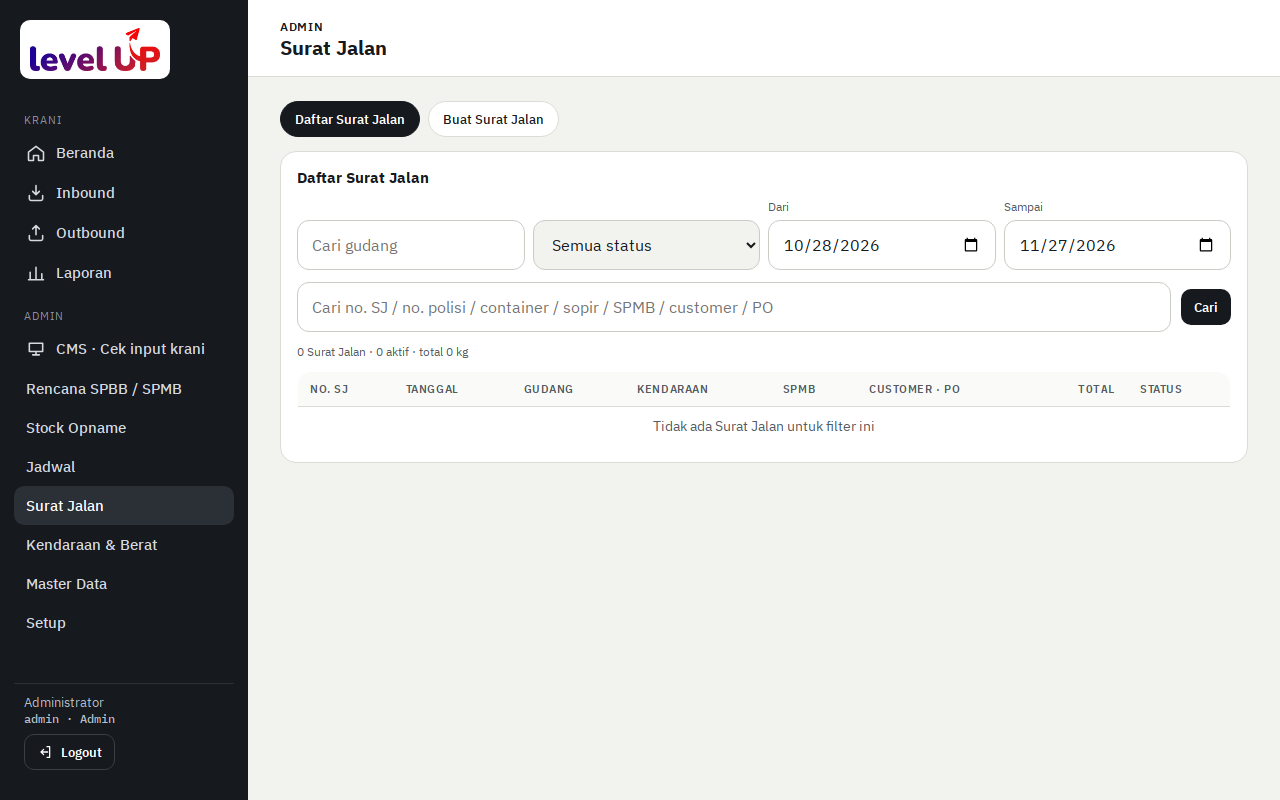 level UP
KRANI
Beranda
Inbound
Outbound
Laporan
ADMIN
CMS · Cek input krani
Rencana SPBB / SPMB
Stock Opname
Jadwal
Surat Jalan
Kendaraan & Berat
Master Data
Setup
Administrator
admin · Admin
Logout
ADMIN
Surat Jalan
Daftar Surat Jalan
Buat Surat Jalan
Daftar Surat Jalan
Dari
Sampai
Cari gudang
Semua status
10/28/2026
11/27/2026
Cari no. SJ / no. polisi / container / sopir / SPMB / customer / PO
Cari
0 Surat Jalan · 0 aktif · total 0 kg
NO. SJ TANGGAL GUDANG KENDARAAN SPMB CUSTOMER · PO TOTAL STATUS
Tidak ada Surat Jalan untuk filter ini